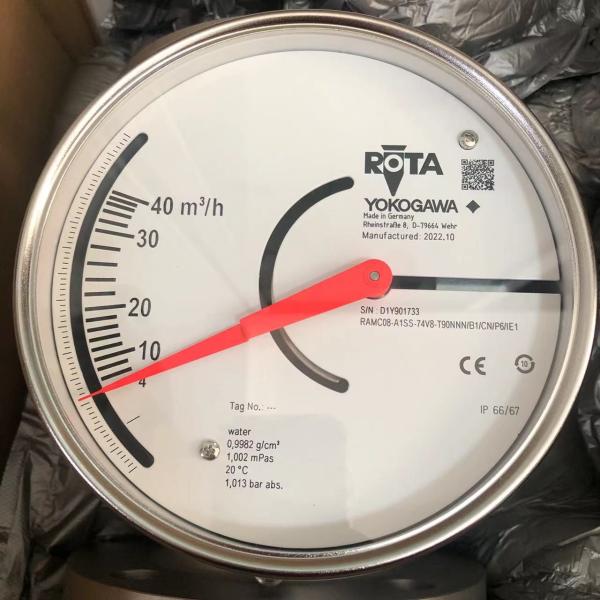 40 m³/h
30
20
10
4
ROTA
YOKOGAWA
Made in Germany
Rheinstraße 8, D-79664 Wehr
Manufactured: 2022.10
S/N : D1Y901733
RAMC08-A1SS-74V8-T90NNN/B1/CN/P6/IE1
CE
10
IP 66/67
Tag No.: ---
water
0,9982 g/cm³
1,002 mPas
20 °C
1,013 bar abs.